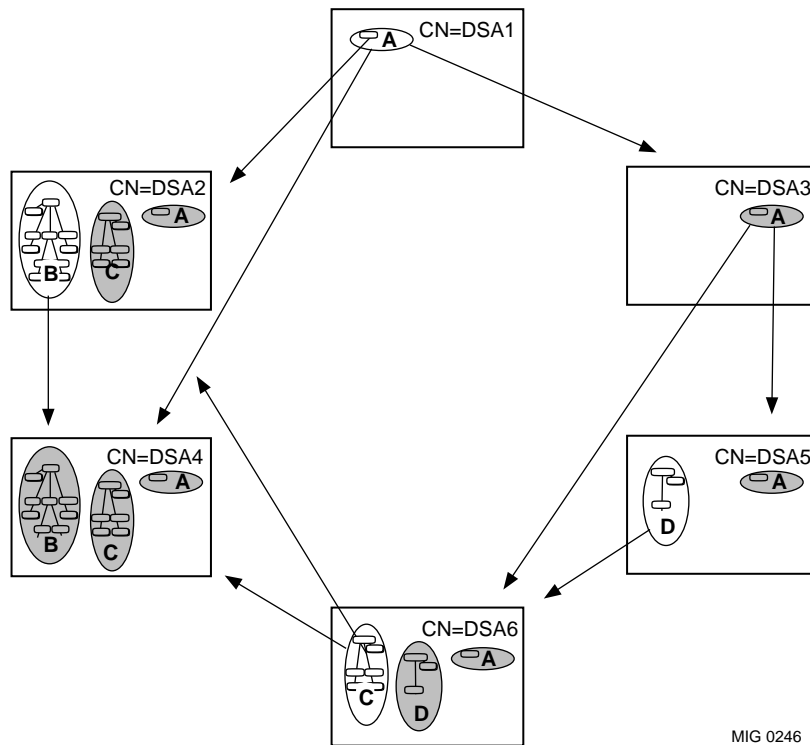 CN=DSA1
A
CN=DSA2
A
B
C
CN=DSA3
A
CN=DSA4
A
B
C
CN=DSA5
A
D
CN=DSA6
A
C
D
MIG 0246